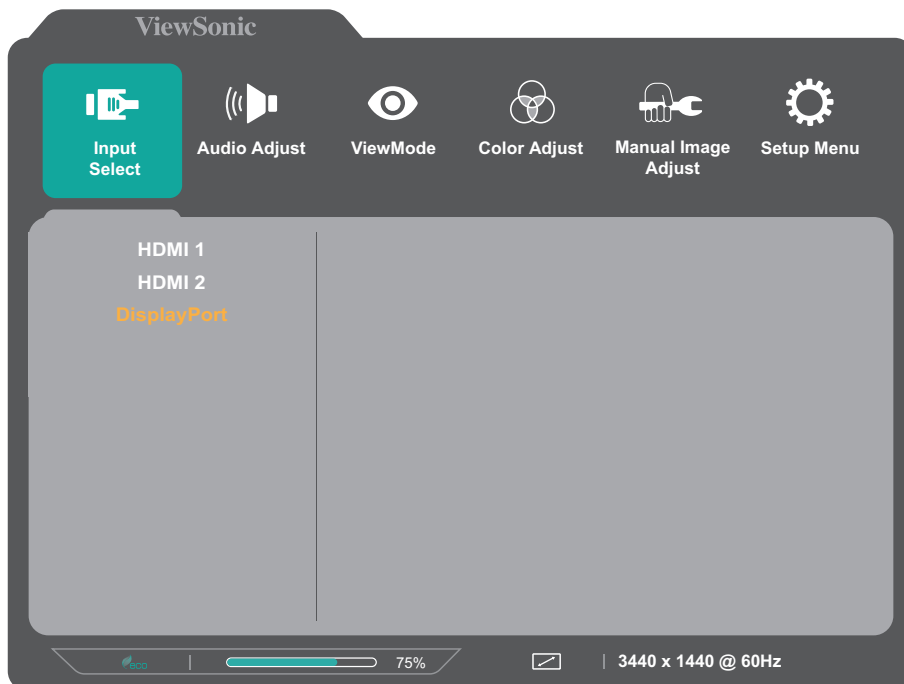 ViewSonic
Input
Select
Audio Adjust
ViewMode
Color Adjust
Manual Image
Adjust
Setup Menu
HDMI 1
HDMI 2
DisplayPort
eco | 75%
| 3440 x 1440 @ 60Hz